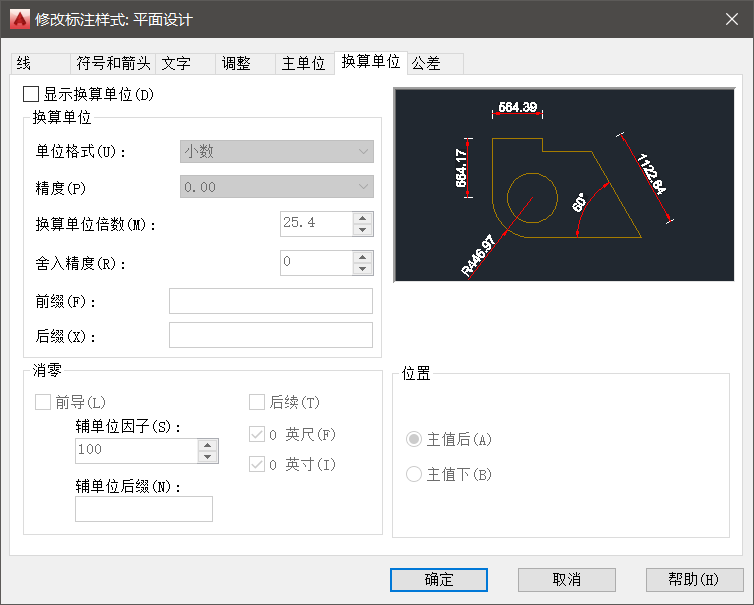 修改标注样式: 平面设计
线 符号和箭头 文字 调整 主单位 换算单位 公差
显示换算单位(D)
换算单位
单位格式(U):
小数
精度(P)
0.00
换算单位倍数(M):
25.4
舍入精度(R):
0
前缀(F):
后缀(X):
564.39
664.17
1122.64
60°
R446.97
消零
前导(L)
辅单位因子(S):
100
辅单位后缀(N):
后续(T)
0 英尺(F)
0 英寸(I)
位置
主值后(A)
主值下(B)
确定
取消
帮助(H)